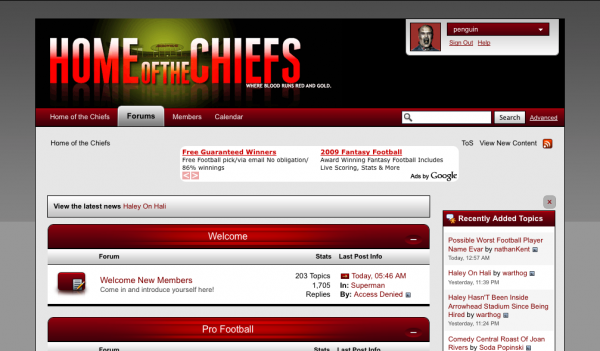 HOME OF THE CHIEFS
WHERE BLOOD RUNS RED AND GOLD.
penguin
Sign Out Help
Home of the Chiefs Forums Members Calendar Search Advanced
Home of the Chiefs ToS View New Content
Free Guaranteed Winners
Free Football pick/via email No obligation/
86% winnings
2009 Fantasy Football
Award Winning Fantasy Football Includes
Live Scoring, Stats & More
Ads by Google
View the latest news Haley On Hali
x
Welcome
Forum Stats Last Post Info
Welcome New Members
Come in and introduce yourself here!
203 Topics
1,705
Replies
Today, 05:46 AM
In: Superman
By: Access Denied
Pro Football
Forum Stats Last Post Info
Recently Added Topics
Possible Worst Football Player
Name Evar by nathanKent
Today, 12:57 AM
Haley On Hali by warthog
Yesterday, 11:39 PM
Haley Hasn'T Been Inside
Arrowhead Stadium Since Being
Hired by warthog
Yesterday, 11:24 PM
Comedy Central Roast Of Joan
Rivers by Soda Popinski